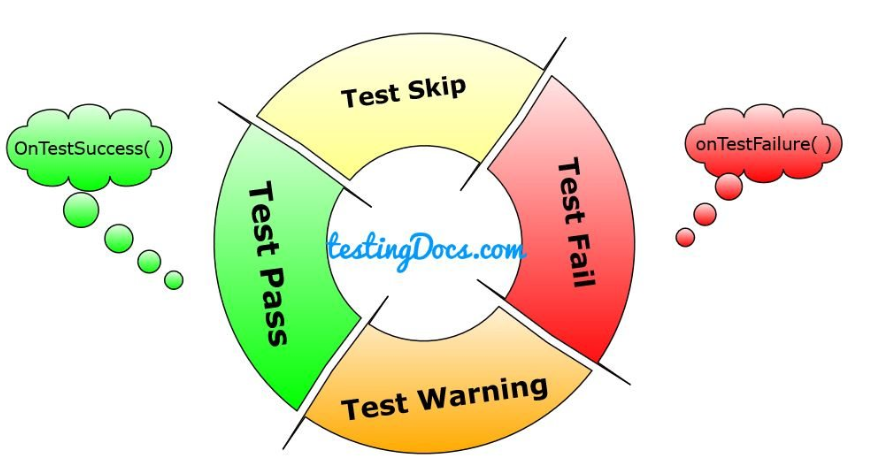 Test Skip
OnTestSuccess( )
onTestFailure( )
Test Pass
Test Fail
testingDocs.com
Test Warning